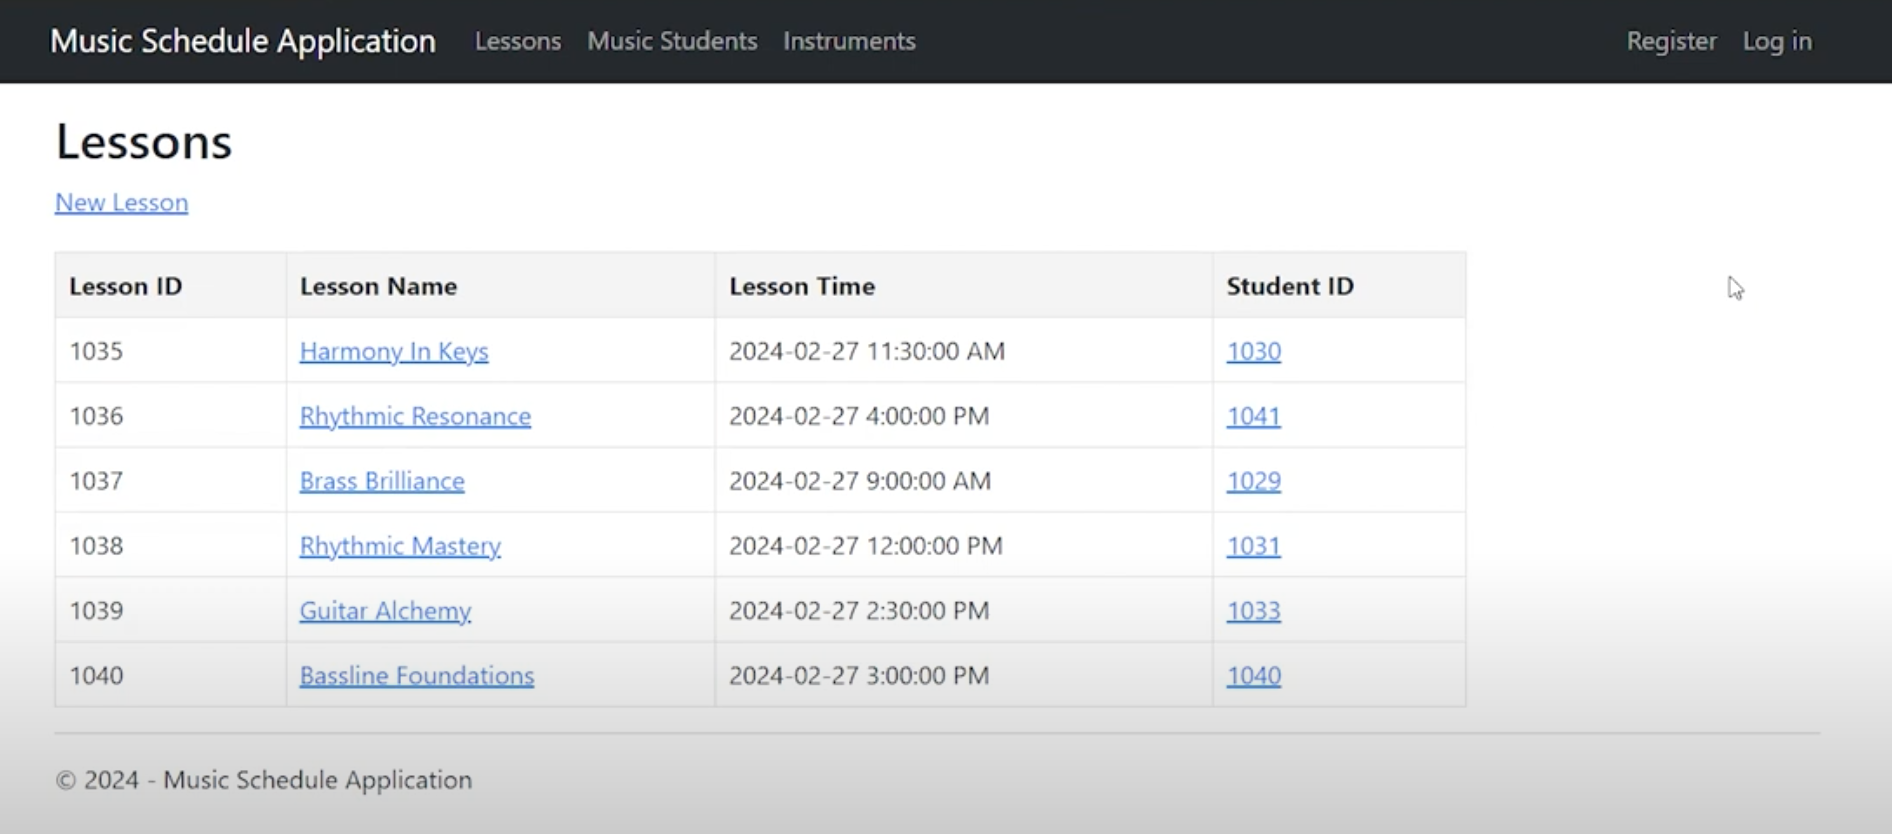 Music Schedule Application Lessons Music Students Instruments Register Log in
Lessons
New Lesson
Lesson ID Lesson Name Lesson Time Student ID
1035 Harmony In Keys 2024-02-27 11:30:00 AM 1030
1036 Rhythmic Resonance 2024-02-27 4:00:00 PM 1041
1037 Brass Brilliance 2024-02-27 9:00:00 AM 1029
1038 Rhythmic Mastery 2024-02-27 12:00:00 PM 1031
1039 Guitar Alchemy 2024-02-27 2:30:00 PM 1033
1040 Bassline Foundations 2024-02-27 3:00:00 PM 1040
© 2024 - Music Schedule Application